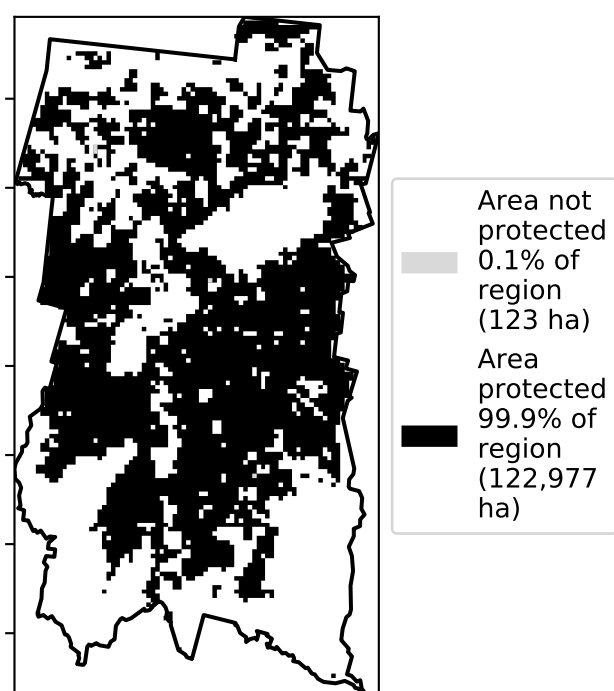 Area not
protected
0.1% of
region
(123 ha)
Area
protected
99.9% of
region
(122,977
ha)